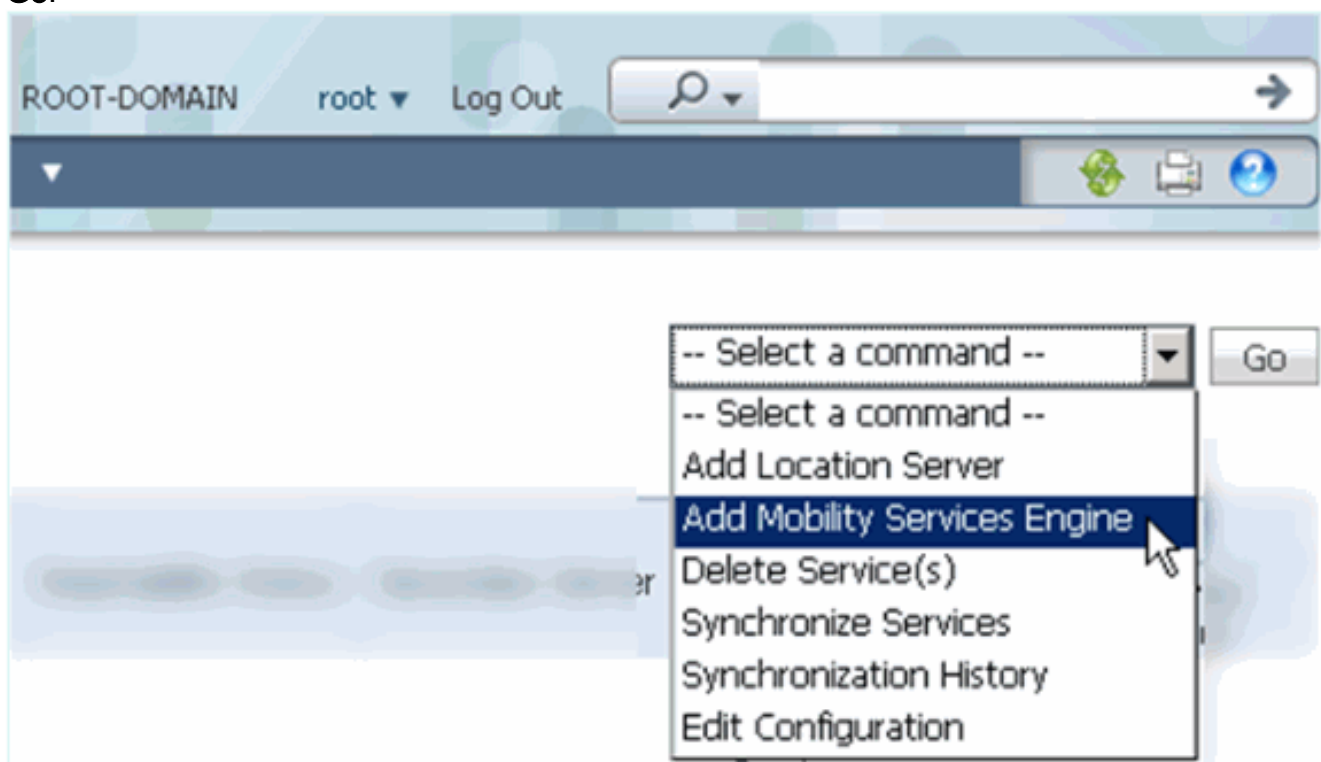 Go.
ROOT-DOMAIN root Log Out
-- Select a command -- Go
-- Select a command --
Add Location Server
Add Mobility Services Engine
er Delete Service(s)
Synchronize Services
Synchronization History
Edit Configuration